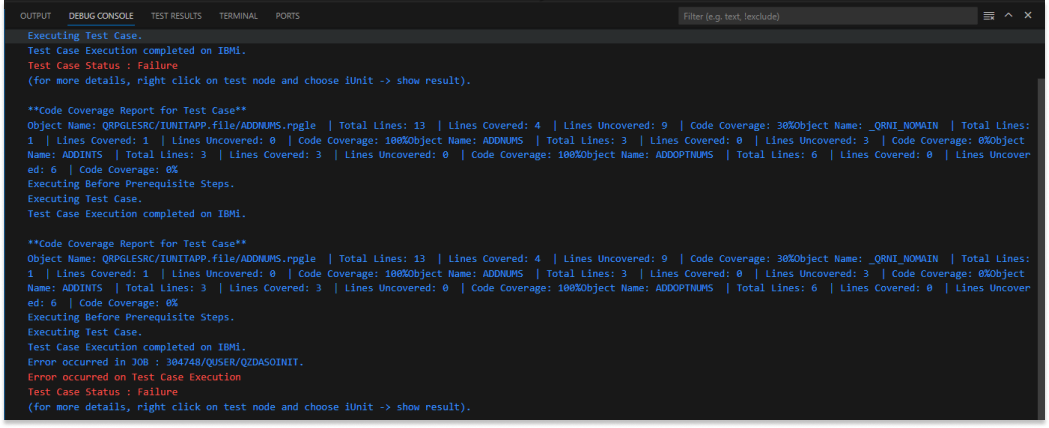 OUTPUT DEBUG CONSOLE TEST RESULTS TERMINAL PORTS Filter (e.g. text, !exclude)
Executing Test Case.
Test Case Execution completed on IBMi.
Test Case Status : Failure
(for more details, right click on test node and choose iUnit -> show result).
**Code Coverage Report for Test Case**
Object Name: QRPGLESRC/IUNITAPP.file/ADDNUMS.rpgle | Total Lines: 13 | Lines Covered: 4 | Lines Uncovered: 9 | Code Coverage: 30%Object Name: _QRNI_NOMAIN | Total Lines:
1 | Lines Covered: 1 | Lines Uncovered: 0 | Code Coverage: 100%Object Name: ADDNUMS | Total Lines: 3 | Lines Covered: 0 | Lines Uncovered: 3 | Code Coverage: 0%Object
Name: ADDINTS | Total Lines: 3 | Lines Covered: 3 | Lines Uncovered: 0 | Code Coverage: 100%Object Name: ADDOPTNUMS | Total Lines: 6 | Lines Covered: 0 | Lines Uncover
ed: 6 | Code Coverage: 0%
Executing Before Prerequisite Steps.
Executing Test Case.
Test Case Execution completed on IBMi.
**Code Coverage Report for Test Case**
Object Name: QRPGLESRC/IUNITAPP.file/ADDNUMS.rpgle | Total Lines: 13 | Lines Covered: 4 | Lines Uncovered: 9 | Code Coverage: 30%Object Name: _QRNI_NOMAIN | Total Lines:
1 | Lines Covered: 1 | Lines Uncovered: 0 | Code Coverage: 100%Object Name: ADDNUMS | Total Lines: 3 | Lines Covered: 0 | Lines Uncovered: 3 | Code Coverage: 0%Object
Name: ADDINTS | Total Lines: 3 | Lines Covered: 3 | Lines Uncovered: 0 | Code Coverage: 100%Object Name: ADDOPTNUMS | Total Lines: 6 | Lines Covered: 0 | Lines Uncover
ed: 6 | Code Coverage: 0%
Executing Before Prerequisite Steps.
Executing Test Case.
Test Case Execution completed on IBMi.
Error occurred in JOB : 304748/QUSER/QZDASOINIT.
Error occurred on Test Case Execution
Test Case Status : Failure
(for more details, right click on test node and choose iUnit -> show result).